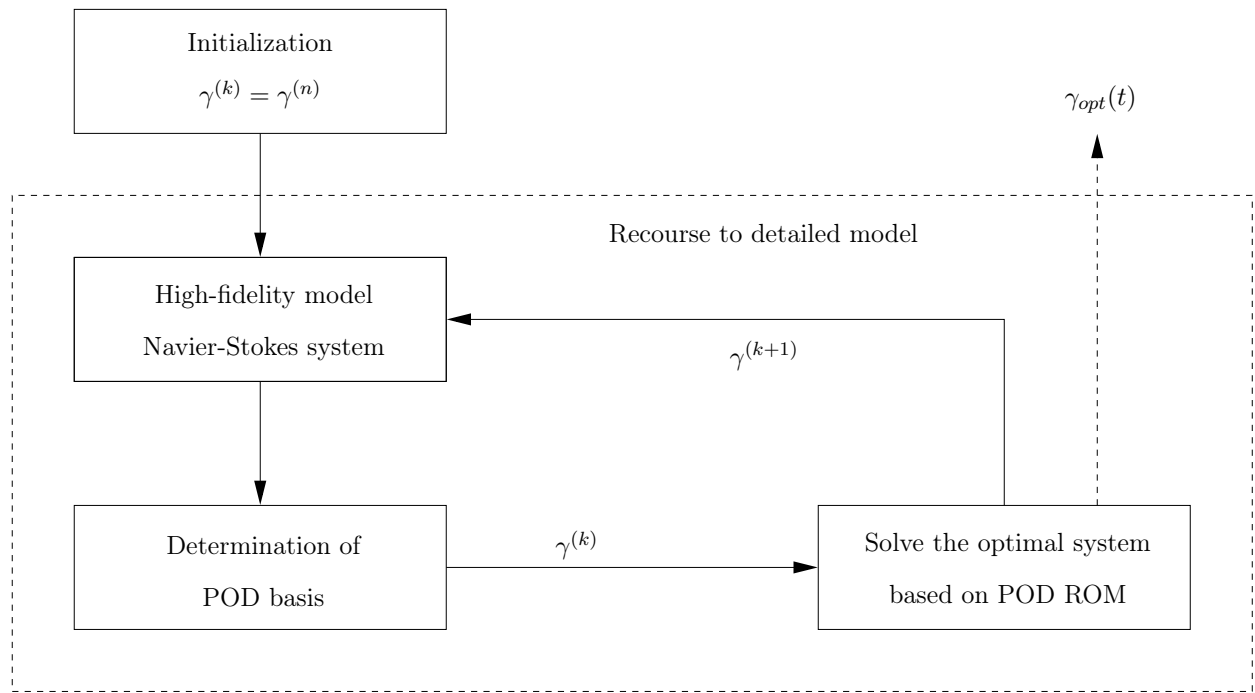 Initialization
γ^(k) = γ^(n)
γ_opt(t)
Recourse to detailed model
High-fidelity model
Navier-Stokes system
γ^(k+1)
Determination of
POD basis
γ^(k)
Solve the optimal system
based on POD ROM